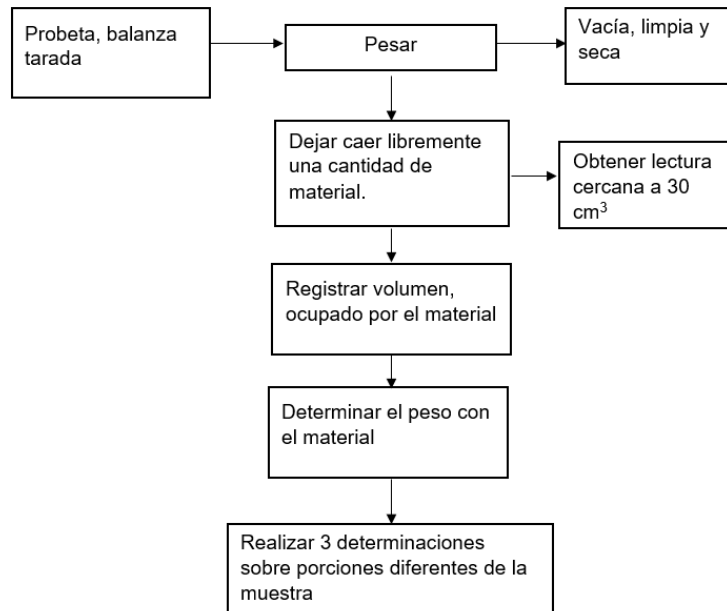 Probeta, balanza
tarada
Pesar
Vacía, limpia y
seca
Dejar caer libremente
una cantidad de
material.
Obtener lectura
cercana a 30
cm³
Registrar volumen,
ocupado por el material
Determinar el peso con
el material
Realizar 3 determinaciones
sobre porciones diferentes de la
muestra